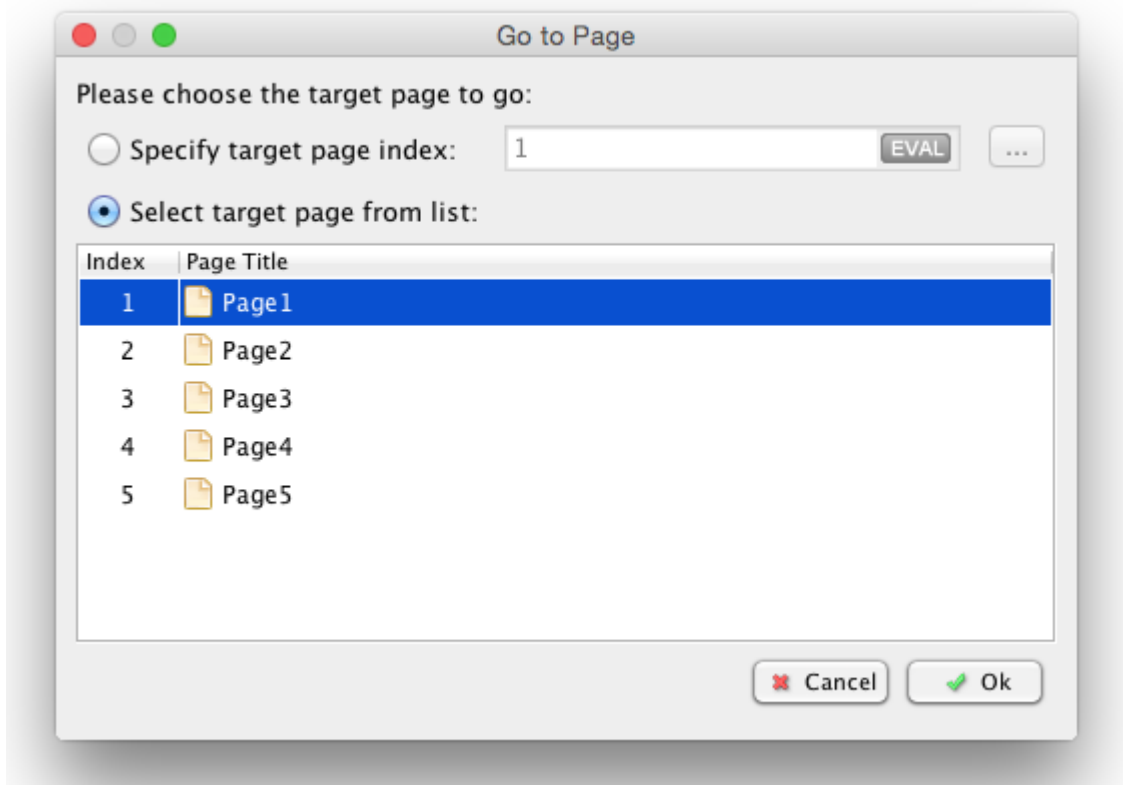 Go to Page
Please choose the target page to go:
Specify target page index: 1 EVAL ...
Select target page from list:
Index Page Title
1 Page1
2 Page2
3 Page3
4 Page4
5 Page5
Cancel Ok